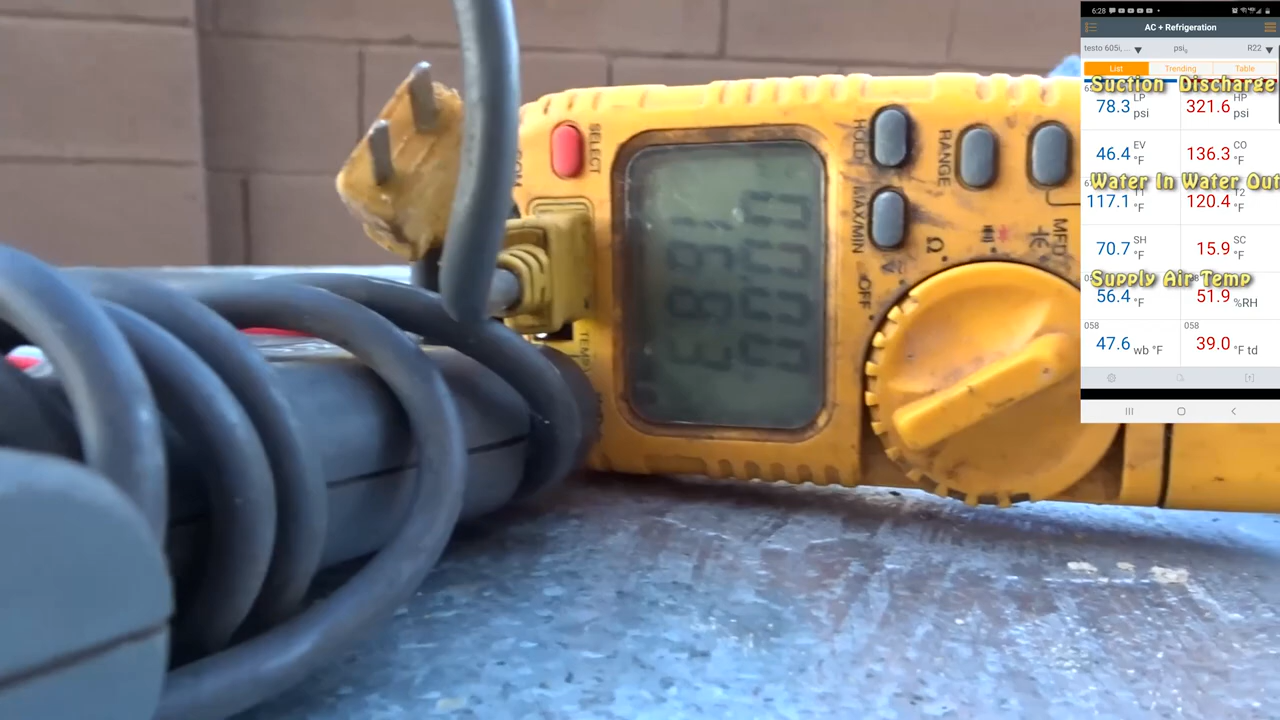 6:28
AC + Refrigeration
testo 605i, ... psig R22
List Trending Table
Suction Discharge
78.3 LP psi 321.6 HP psi
46.4 EV °F 136.3 CO °F
Water In Water Out
117.1 T1 °F 120.4 T2 °F
70.7 SH °F 15.9 SC °F
Supply Air Temp
56.4 °F 51.9 %RH
058 058
47.6 wb °F 39.0 °F td
SELECT
HOLD
RANGE
MAX/MIN
OFF
Ω
TEMP